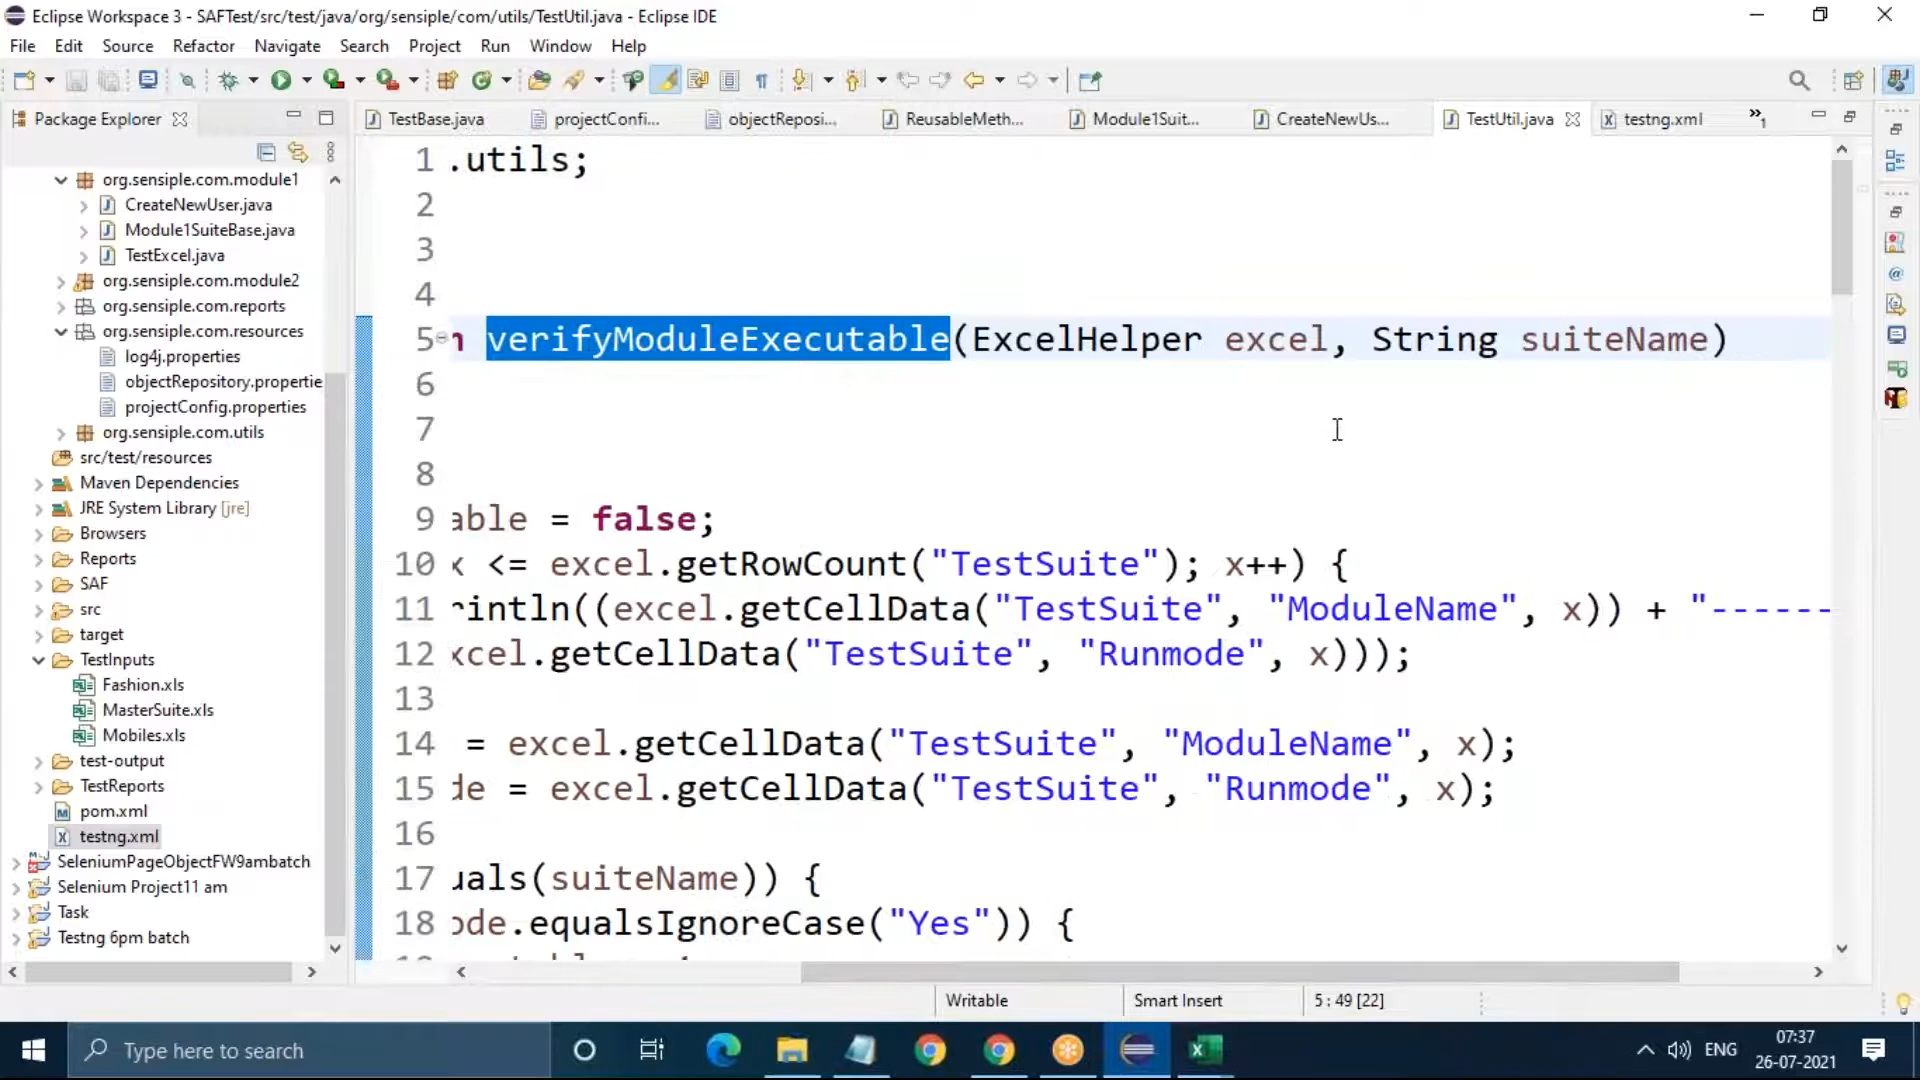 Eclipse Workspace 3 - SAFTest/src/test/java/org/sensiple/com/utils/TestUtil.java - Eclipse IDE
File Edit Source Refactor Navigate Search Project Run Window Help
Package Explorer
TestBase.java projectConfi... objectReposi... ReusableMeth... Module1Suit... CreateNewUs... TestUtil.java testng.xml »1
org.sensiple.com.module1
CreateNewUser.java
Module1SuiteBase.java
TestExcel.java
org.sensiple.com.module2
org.sensiple.com.reports
org.sensiple.com.resources
log4j.properties
objectRepository.propertie
projectConfig.properties
org.sensiple.com.utils
src/test/resources
Maven Dependencies
JRE System Library [jre]
Browsers
Reports
SAF
src
target
TestInputs
Fashion.xls
MasterSuite.xls
Mobiles.xls
test-output
TestReports
pom.xml
testng.xml
SeleniumPageObjectFW9ambatch
Selenium Project11 am
Task
Testng 6pm batch
1 .utils;
2
3
4
5 n verifyModuleExecutable(ExcelHelper excel, String suiteName)
6
7
8
9 able = false;
10 x <= excel.getRowCount("TestSuite"); x++) {
11 rintln((excel.getCellData("TestSuite", "ModuleName", x)) + "------
12 xcel.getCellData("TestSuite", "Runmode", x)));
13
14 = excel.getCellData("TestSuite", "ModuleName", x);
15 de = excel.getCellData("TestSuite", "Runmode", x);
16
17 uals(suiteName)) {
18 ode.equalsIgnoreCase("Yes")) {
Writable Smart Insert 5 : 49 [22]
Type here to search
ENG
07:37
26-07-2021